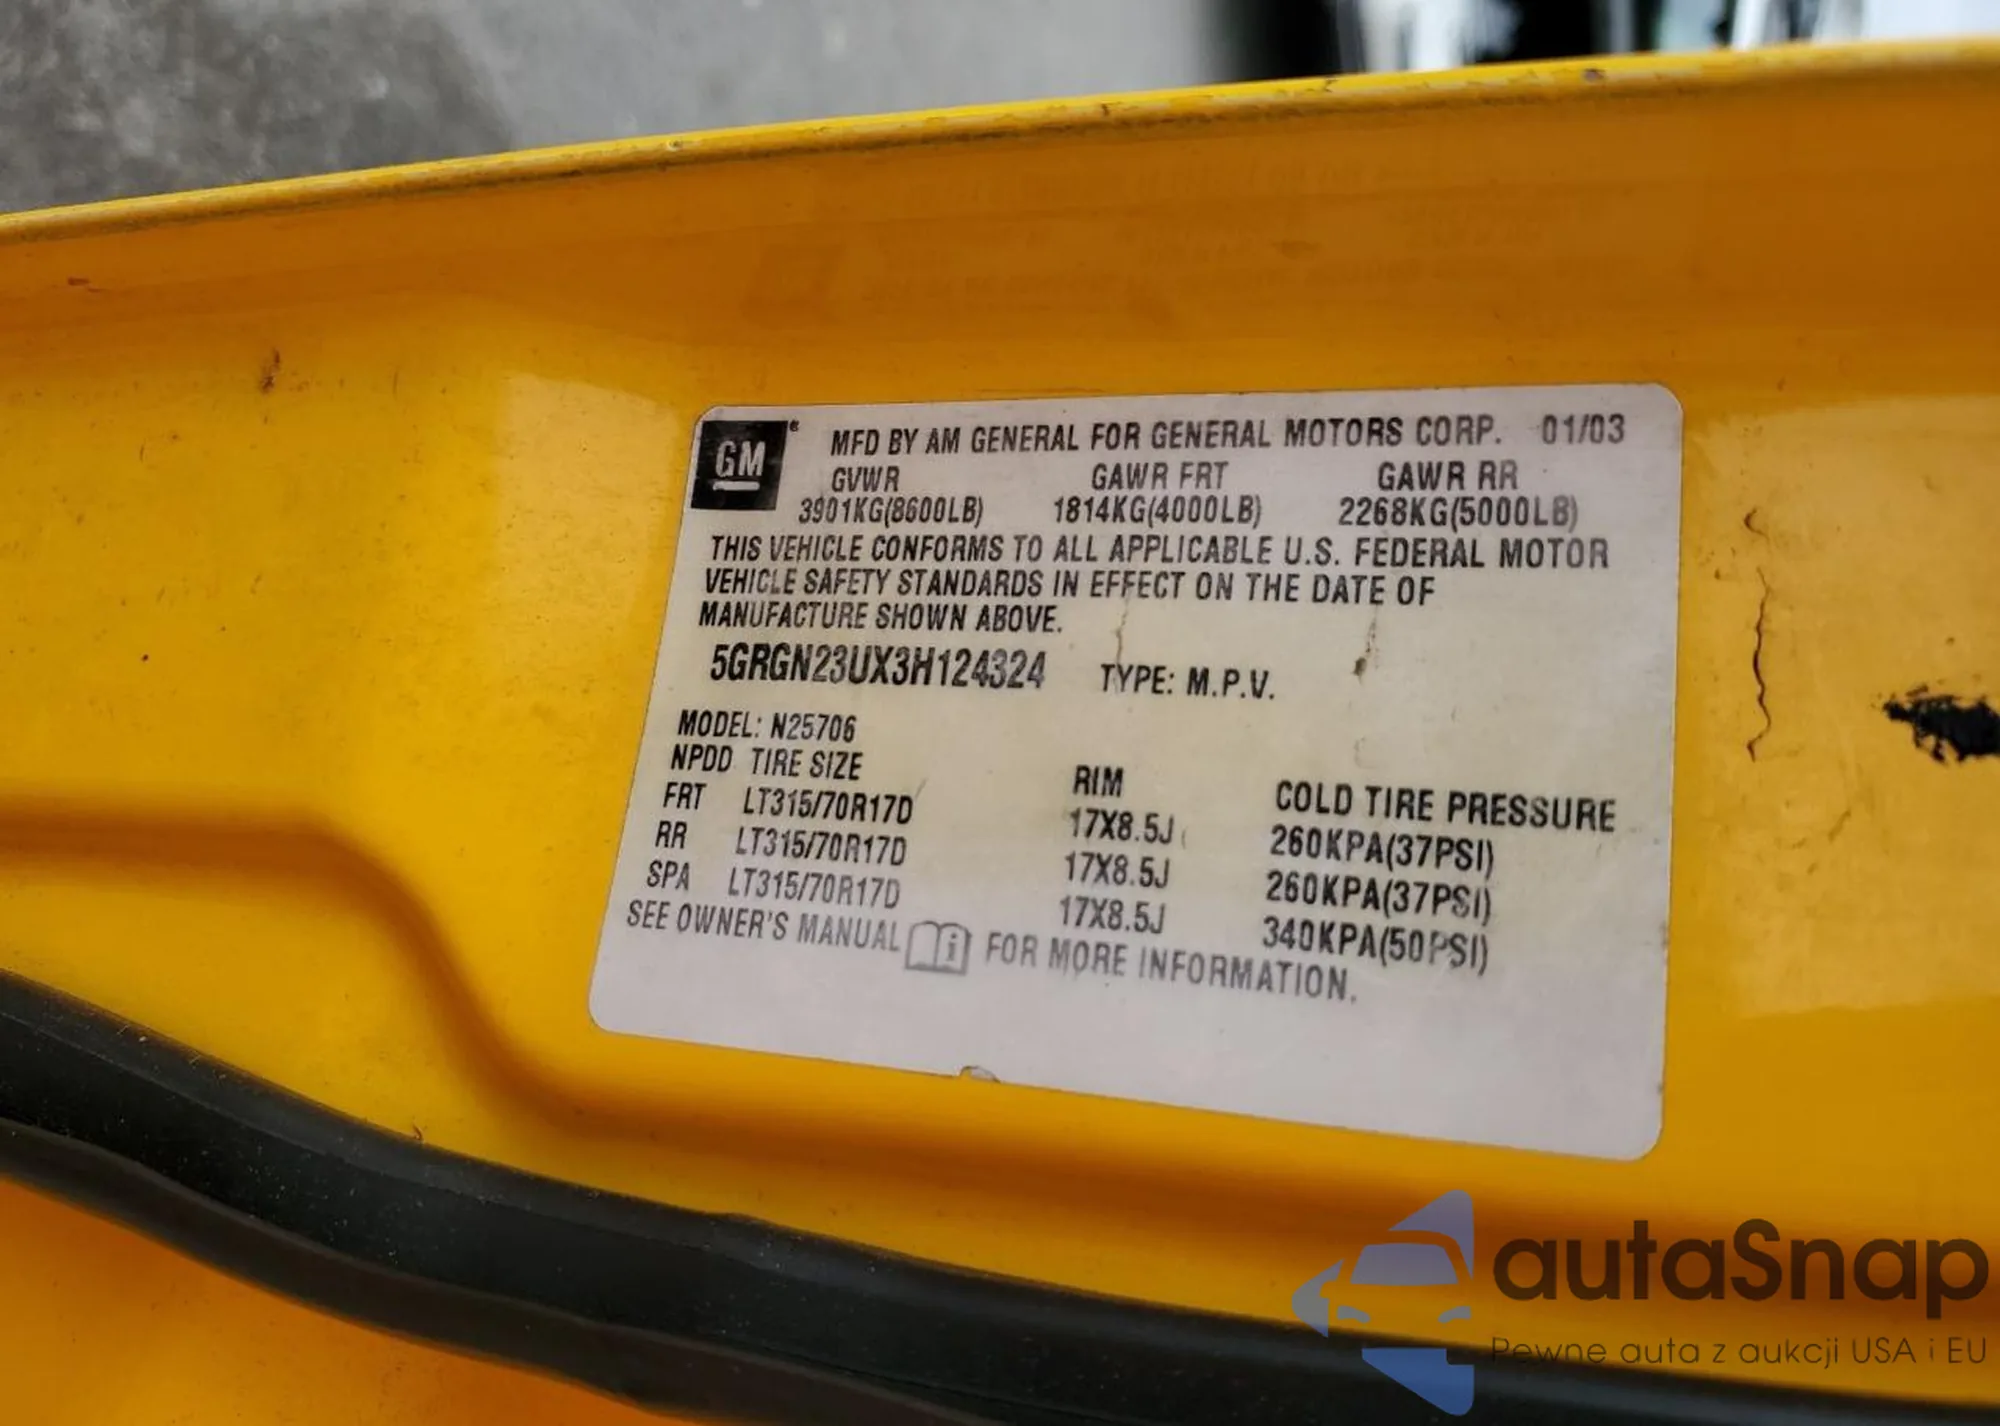 GM ® MFD BY AM GENERAL FOR GENERAL MOTORS CORP. 01/03
GVWR GAWR FRT GAWR RR
3901KG(8600LB) 1814KG(4000LB) 2268KG(5000LB)
THIS VEHICLE CONFORMS TO ALL APPLICABLE U.S. FEDERAL MOTOR
VEHICLE SAFETY STANDARDS IN EFFECT ON THE DATE OF
MANUFACTURE SHOWN ABOVE.
5GRGN23UX3H124324 TYPE: M.P.V.
MODEL: N25706
NPDD TIRE SIZE RIM COLD TIRE PRESSURE
FRT LT315/70R17D 17X8.5J 260KPA(37PSI)
RR LT315/70R17D 17X8.5J 260KPA(37PSI)
SPA LT315/70R17D 17X8.5J 340KPA(50PSI)
SEE OWNER'S MANUAL i FOR MORE INFORMATION.
autaSnap
Pewne auta z aukcji USA i EU